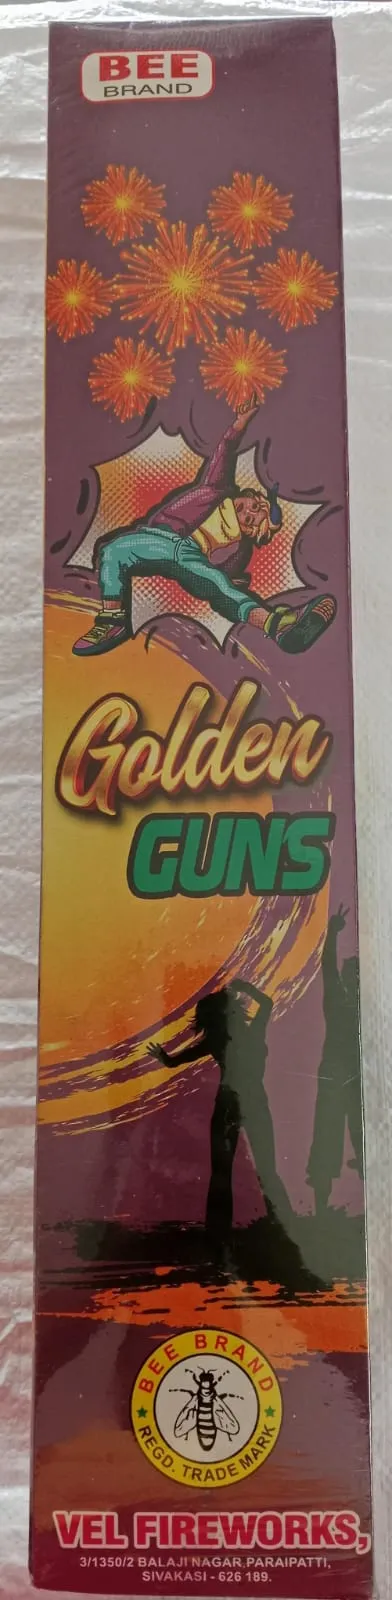 BEE
BRAND
Golden
GUNS
BEE BRAND
REGD. TRADE MARK
VEL FIREWORKS,
3/1350/2 BALAJI NAGAR, PARAIPATTI,
SIVAKASI - 626 189.